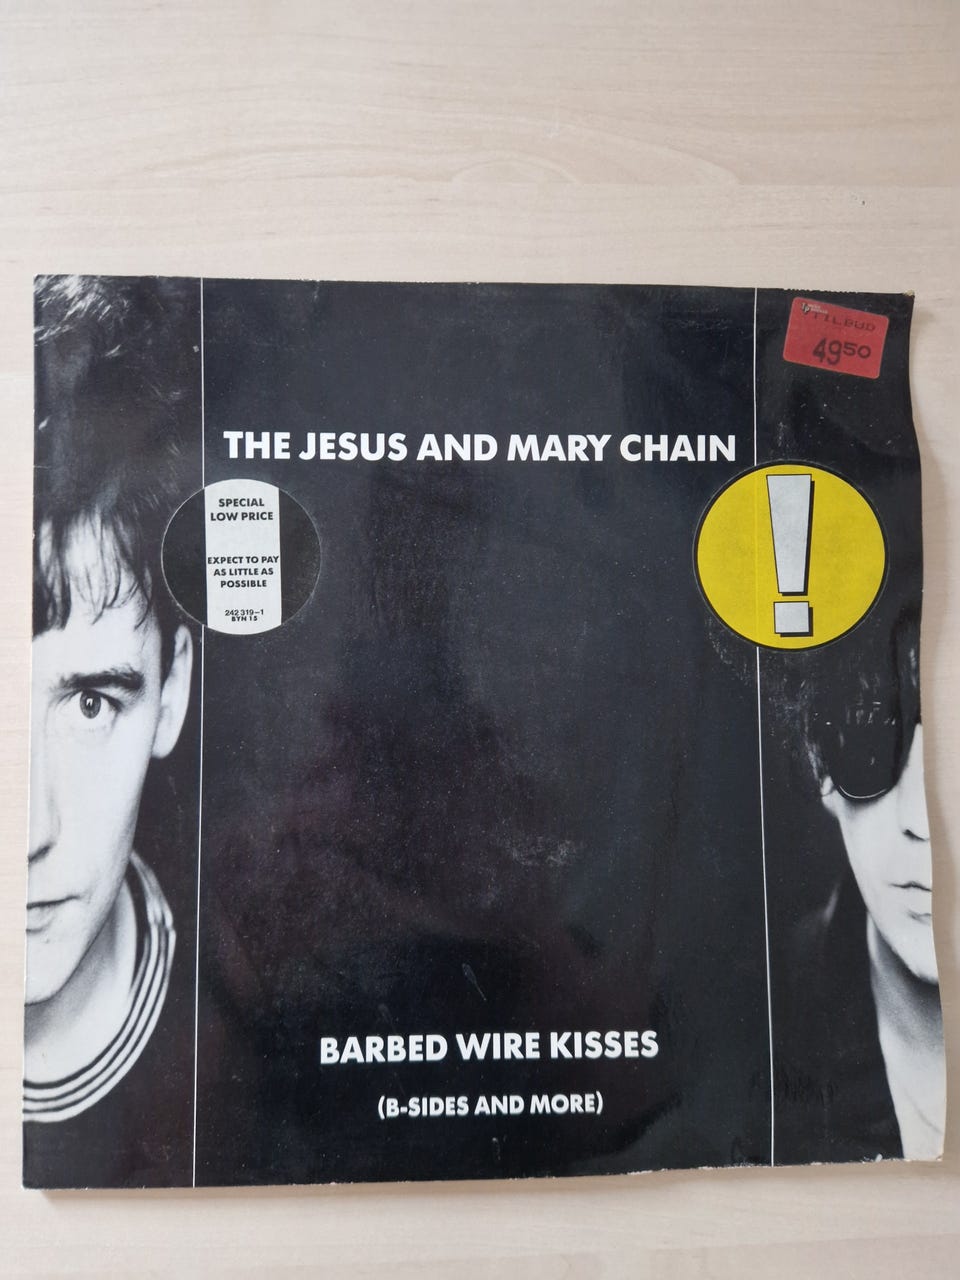 TILBUD
49⁵⁰
THE JESUS AND MARY CHAIN
SPECIAL
LOW PRICE
EXPECT TO PAY
AS LITTLE AS
POSSIBLE
242 319-1
BYN 15
!
BARBED WIRE KISSES
(B-SIDES AND MORE)